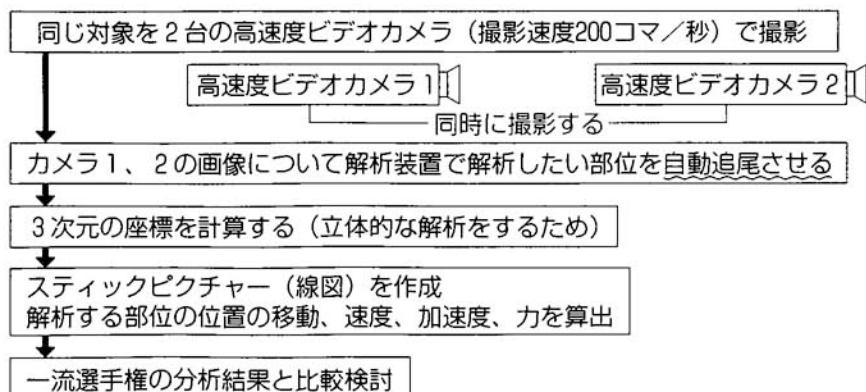 同じ対象を2台の高速度ビデオカメラ（撮影速度200コマ／秒）で撮影
高速度ビデオカメラ1
高速度ビデオカメラ2
同時に撮影する
カメラ1、2の画像について解析装置で解析したい部位を自動追尾させる
3次元の座標を計算する（立体的な解析をするため）
スティックピクチャー（線図）を作成
解析する部位の位置の移動、速度、加速度、力を算出
一流選手権の分析結果と比較検討